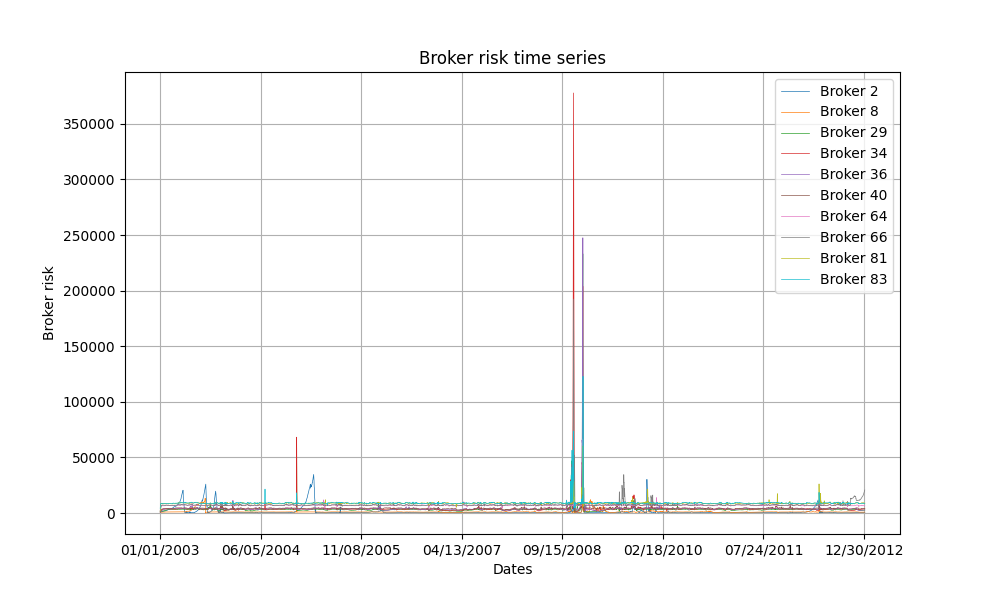 Broker risk time series
Broker 2
Broker 8
Broker 29
Broker 34
Broker 36
Broker 40
Broker 64
Broker 66
Broker 81
Broker 83
350000
300000
250000
200000
150000
100000
50000
0
Broker risk
01/01/2003 06/05/2004 11/08/2005 04/13/2007 09/15/2008 02/18/2010 07/24/2011 12/30/2012
Dates